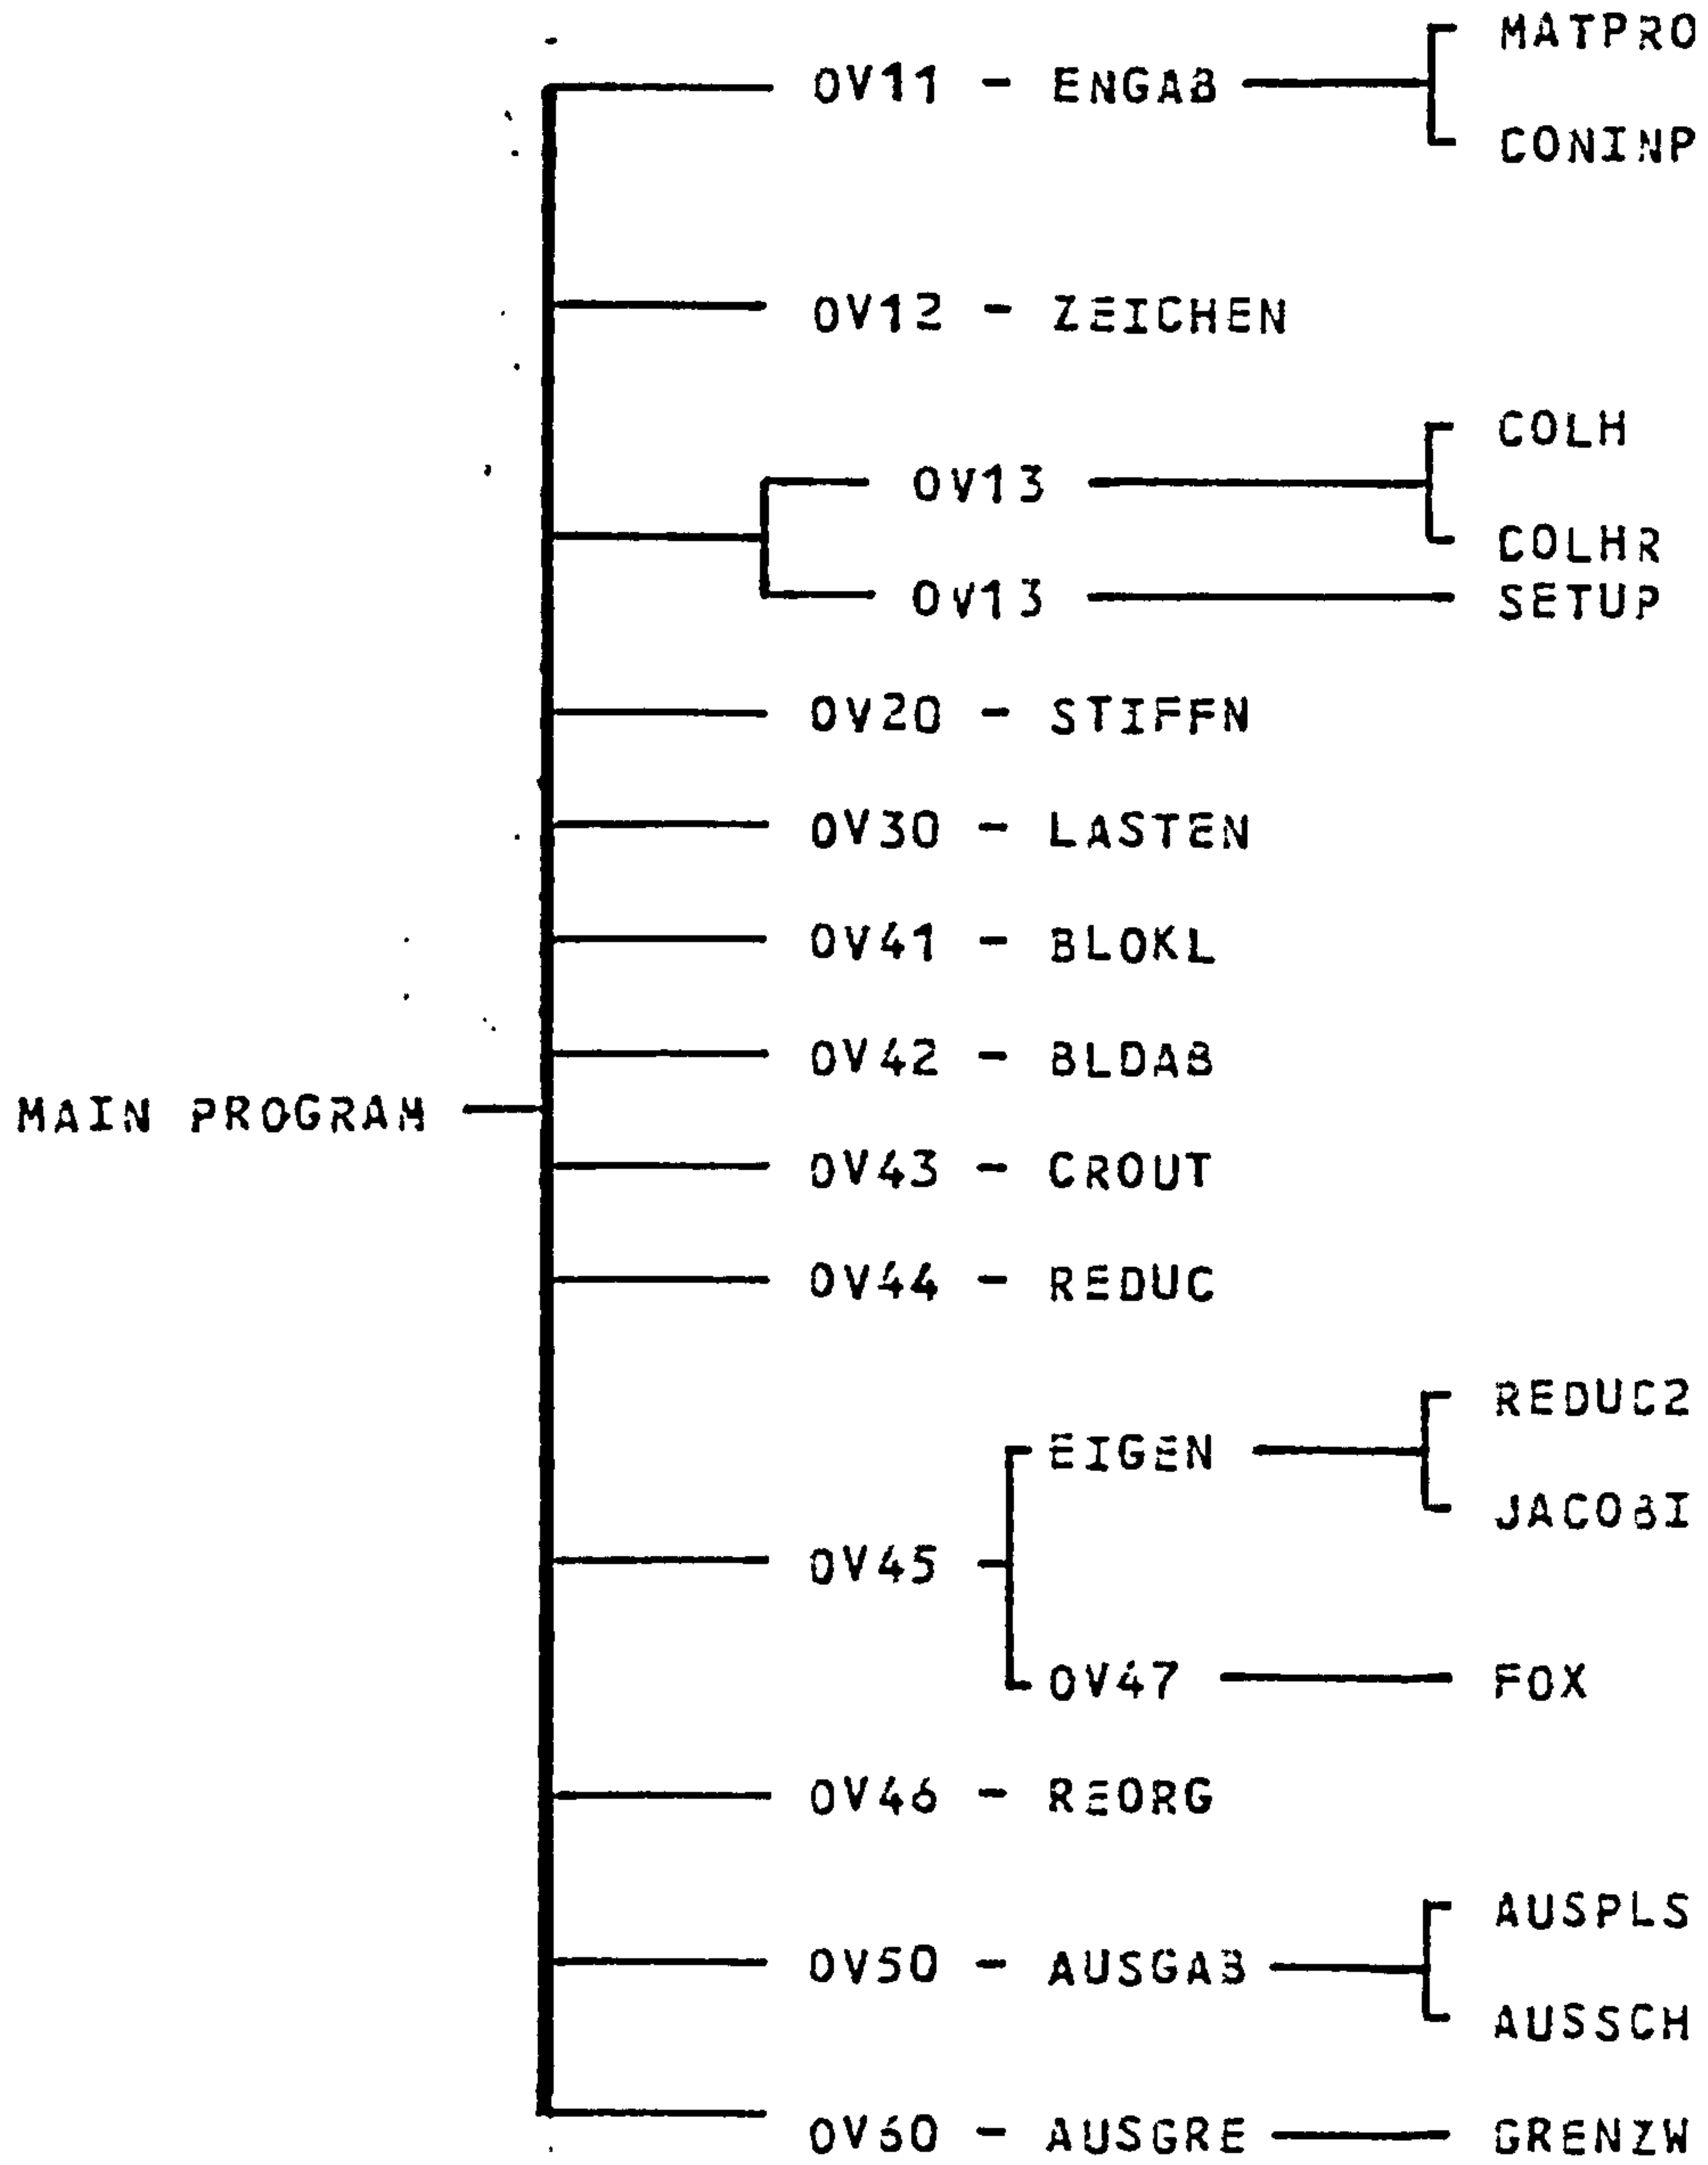 MATPRO
OV11 - ENGAB
CONINP
OV12 - ZEICHEN
COLH
OV13
COLHR
OV13 SETUP
OV20 - STIFFN
OV30 - LASTEN
OV41 - BLOKL
OV42 - BLDAB
MAIN PROGRAM
OV43 - CROUT
OV44 - REDUC
REDUC2
EIGEN
JACOBI
OV45
OV47 FOX
OV46 - REORG
AUSPLS
OV50 - AUSGAB
AUSSCH
OV60 - AUSGRE GRENZW